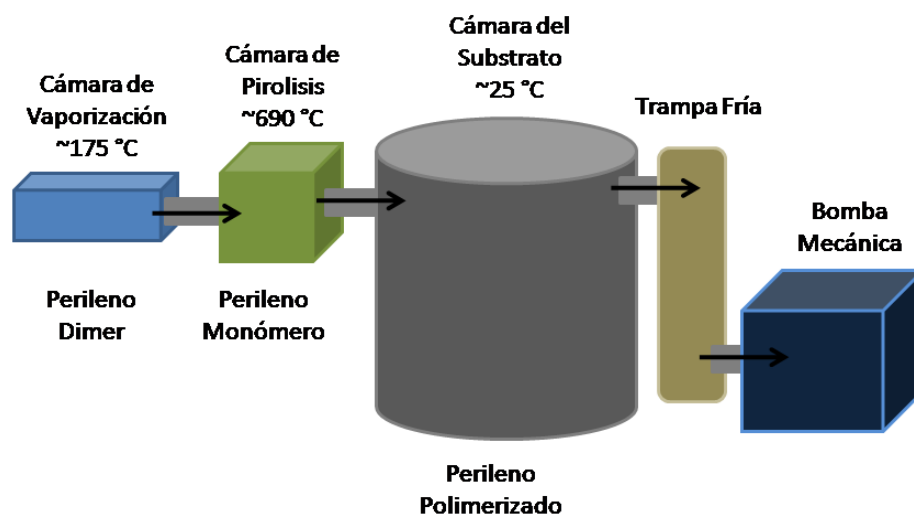 Cámara de
Vaporización
~175 °C
Cámara de
Pirolisis
~690 °C
Cámara del
Substrato
~25 °C
Trampa Fría
Bomba
Mecánica
Perileno
Dimer
Perileno
Monómero
Perileno
Polimerizado